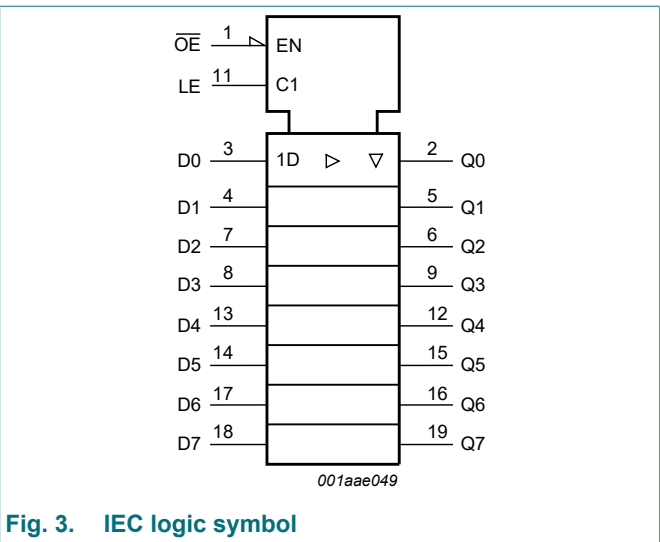 O̅E̅ 1 EN
LE 11 C1
D0 3 1D 2 Q0
D1 4 5 Q1
D2 7 6 Q2
D3 8 9 Q3
D4 13 12 Q4
D5 14 15 Q5
D6 17 16 Q6
D7 18 19 Q7
001aae049
Fig. 3. IEC logic symbol